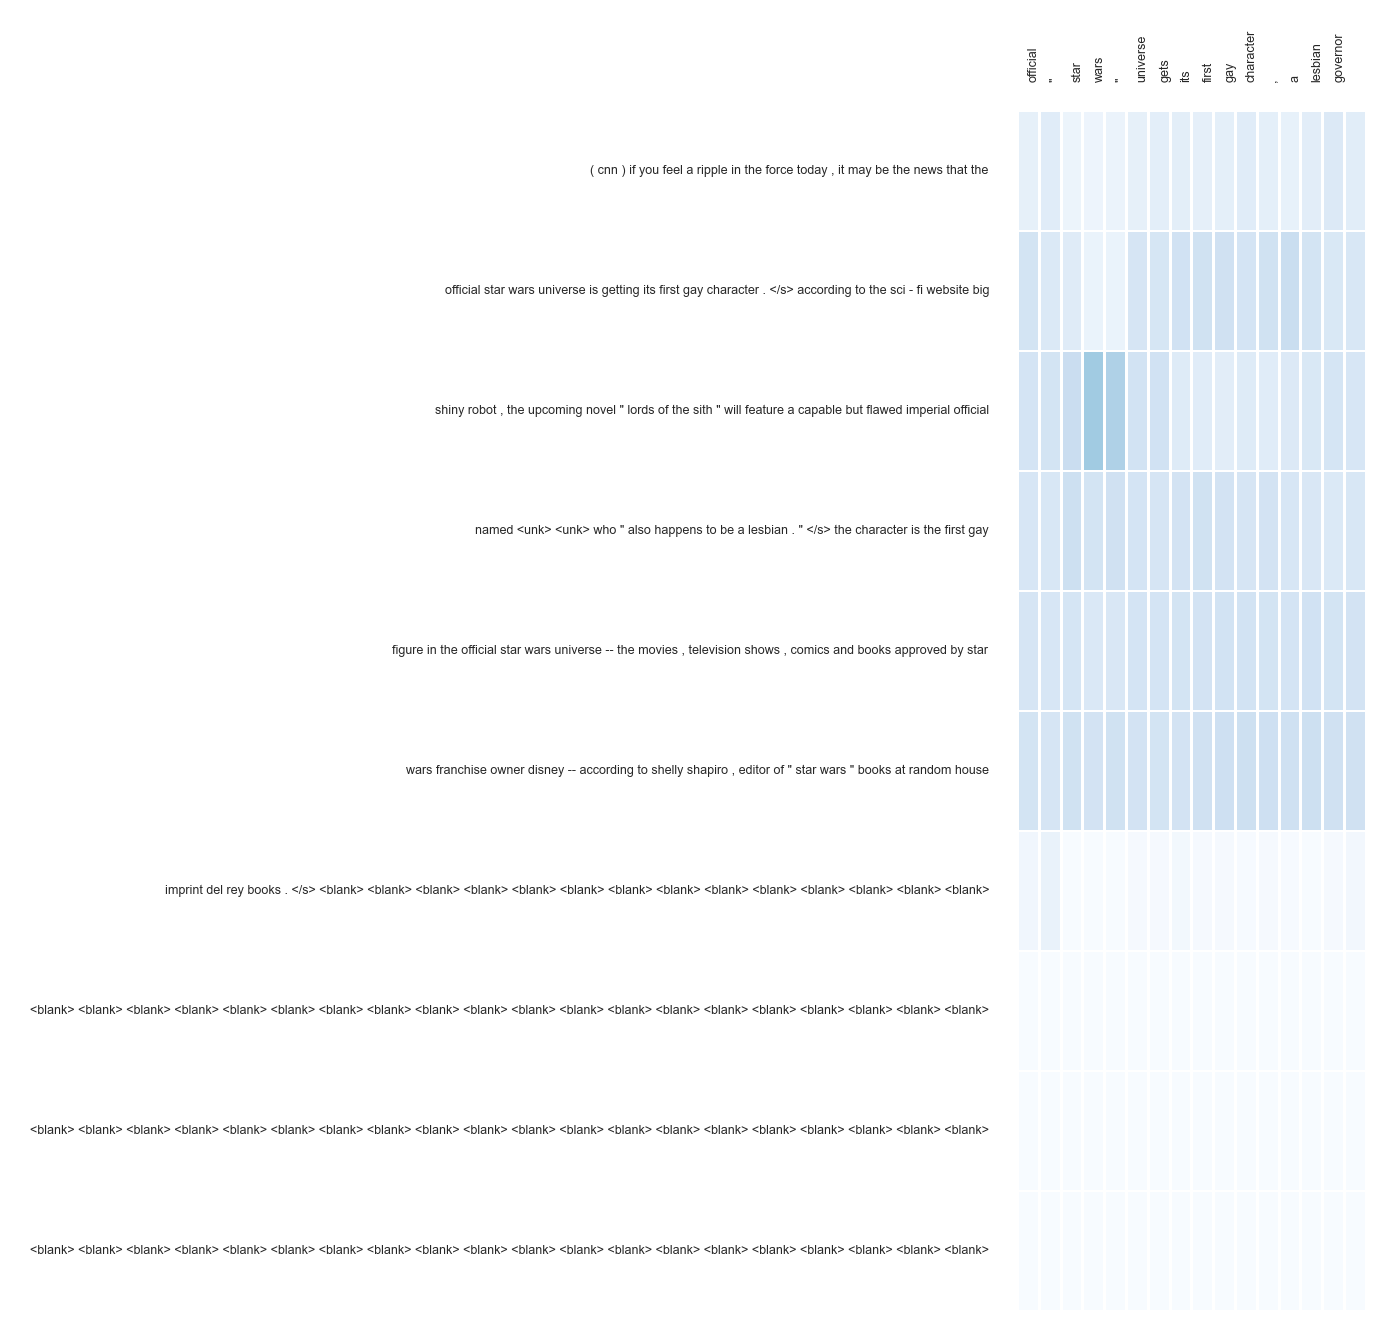 official " star wars " universe gets its first gay character , a lesbian governor
( cnn ) if you feel a ripple in the force today , it may be the news that the
official star wars universe is getting its first gay character . </s> according to the sci - fi website big
shiny robot , the upcoming novel " lords of the sith " will feature a capable but flawed imperial official
named <unk> <unk> who " also happens to be a lesbian . " </s> the character is the first gay
figure in the official star wars universe -- the movies , television shows , comics and books approved by star
wars franchise owner disney -- according to shelly shapiro , editor of " star wars " books at random house
imprint del rey books . </s> <blank> <blank> <blank> <blank> <blank> <blank> <blank> <blank> <blank> <blank> <blank> <blank> <blank> <blank>
<blank> <blank> <blank> <blank> <blank> <blank> <blank> <blank> <blank> <blank> <blank> <blank> <blank> <blank> <blank> <blank> <blank> <blank> <blank> <blank>
<blank> <blank> <blank> <blank> <blank> <blank> <blank> <blank> <blank> <blank> <blank> <blank> <blank> <blank> <blank> <blank> <blank> <blank> <blank> <blank>
<blank> <blank> <blank> <blank> <blank> <blank> <blank> <blank> <blank> <blank> <blank> <blank> <blank> <blank> <blank> <blank> <blank> <blank> <blank> <blank>